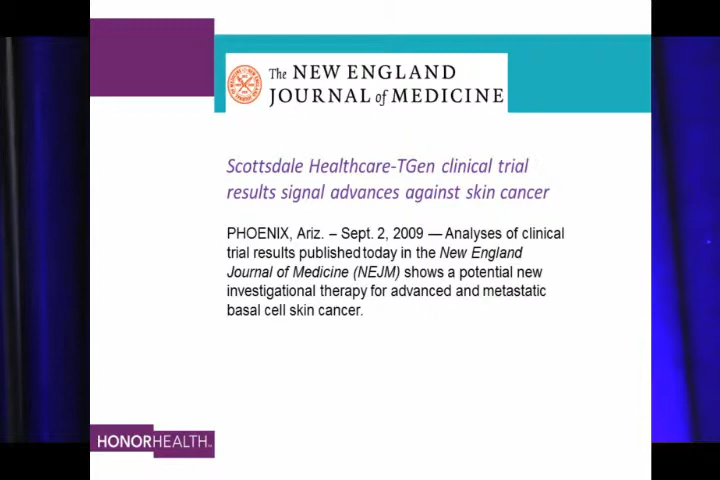 The NEW ENGLAND
JOURNAL of MEDICINE
Scottsdale Healthcare-TGen clinical trial
results signal advances against skin cancer
PHOENIX, Ariz. – Sept. 2, 2009 — Analyses of clinical
trial results published today in the New England
Journal of Medicine (NEJM) shows a potential new
investigational therapy for advanced and metastatic
basal cell skin cancer.
HONORHEALTH